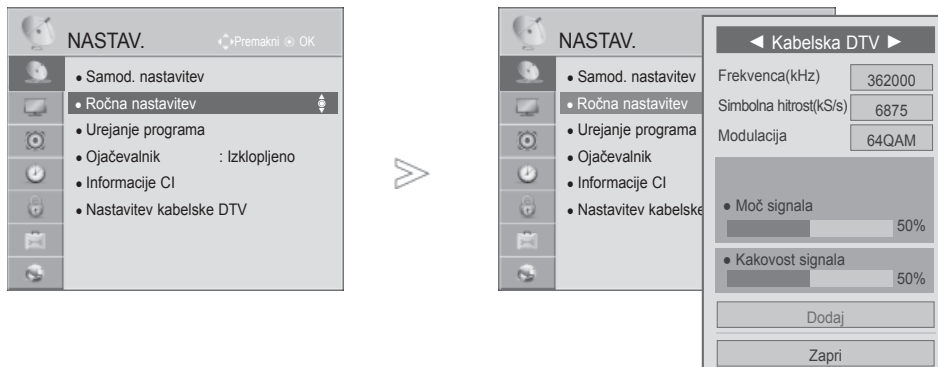 NASTAV.
Premakni OK
• Samod. nastavitev
• Ročna nastavitev
• Urejanje programa
• Ojačevalnik : Izklopljeno
• Informacije CI
• Nastavitev kabelske DTV
NASTAV.
• Samod. nastavitev
• Ročna nastavitev
• Urejanje programa
• Ojačevalnik
• Informacije CI
• Nastavitev kabelske
◄ Kabelska DTV ►
Frekvenca(kHz) 362000
Simbolna hitrost(kS/s) 6875
Modulacija 64QAM
• Moč signala
50%
• Kakovost signala
50%
Dodaj
Zapri